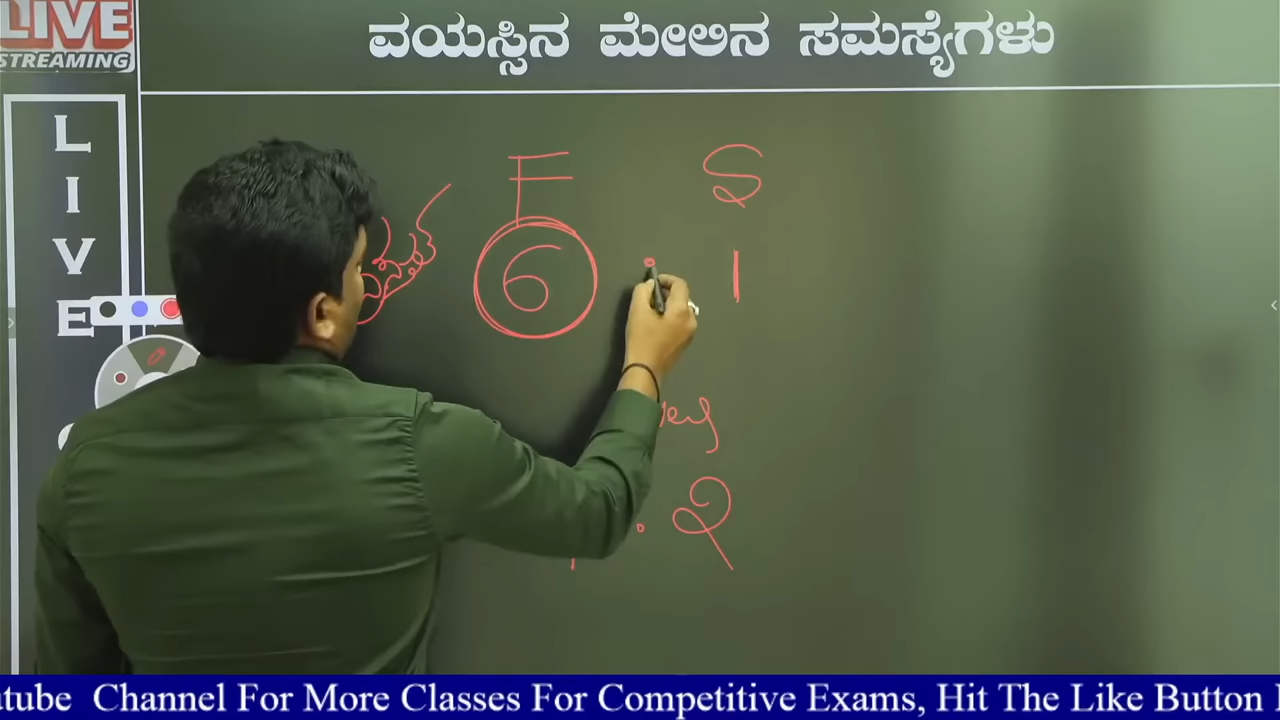 LIVE
STREAMING
ವಯಸ್ಸಿನ ಮೇಲಿನ ಸಮಸ್ಯೆಗಳು
L
I
V
E
F S
6 : 1
: 2
utube Channel For More Classes For Competitive Exams, Hit The Like Button